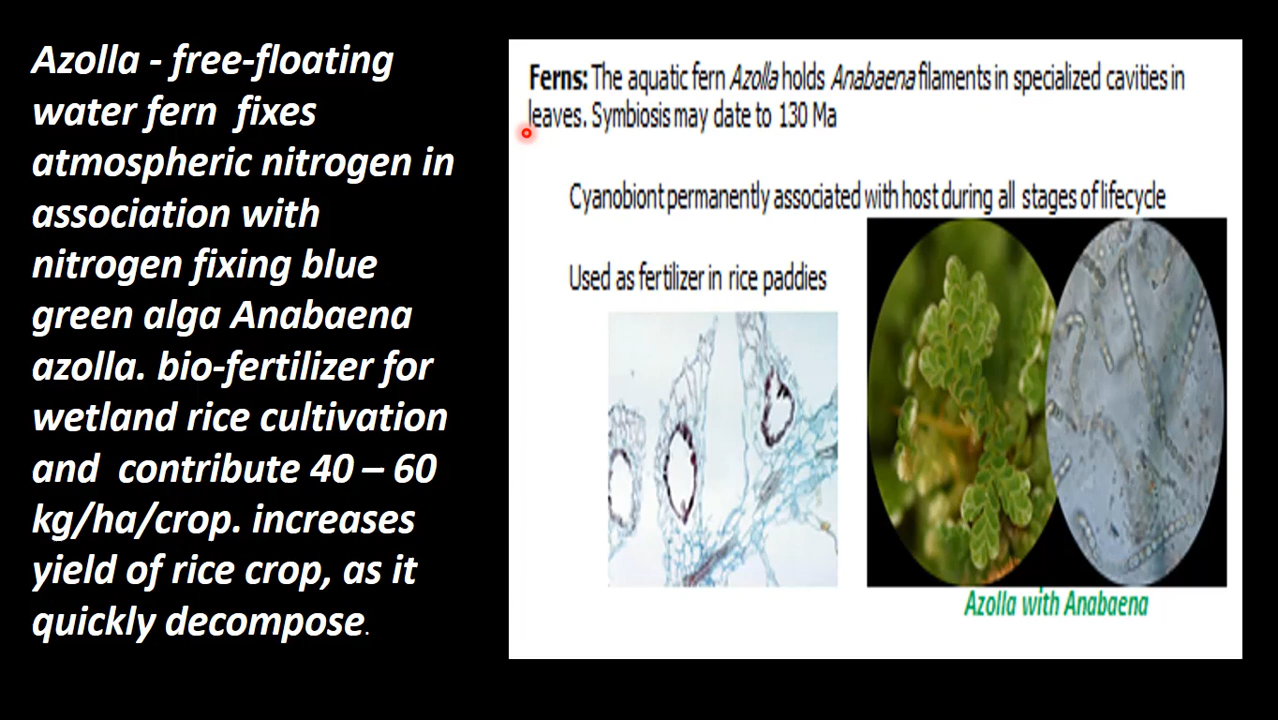 Azolla - free-floating
water fern fixes
atmospheric nitrogen in
association with
nitrogen fixing blue
green alga Anabaena
azolla. bio-fertilizer for
wetland rice cultivation
and contribute 40 – 60
kg/ha/crop. increases
yield of rice crop, as it
quickly decompose.
Ferns: The aquatic fern Azolla holds Anabaena filaments in specialized cavities in
leaves. Symbiosis may date to 130 Ma
Cyanobiont permanently associated with host during all stages of lifecycle
Used as fertilizer in rice paddies
Azolla with Anabaena